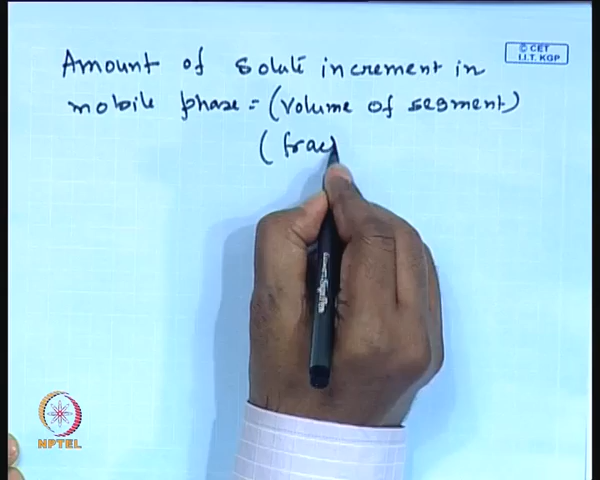 Amount of solute increment in
mobile phase = (Volume of segment)
(frac
© CET
I.I.T. KGP
NPTEL